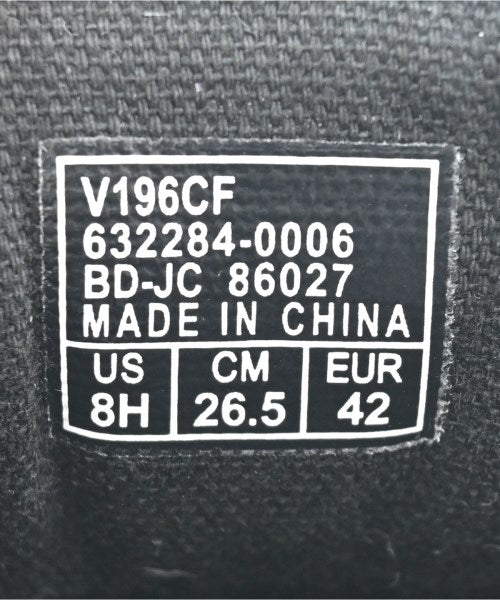 V196CF
632284-0006
BD-JC 86027
MADE IN CHINA
US CM EUR
8H 26.5 42